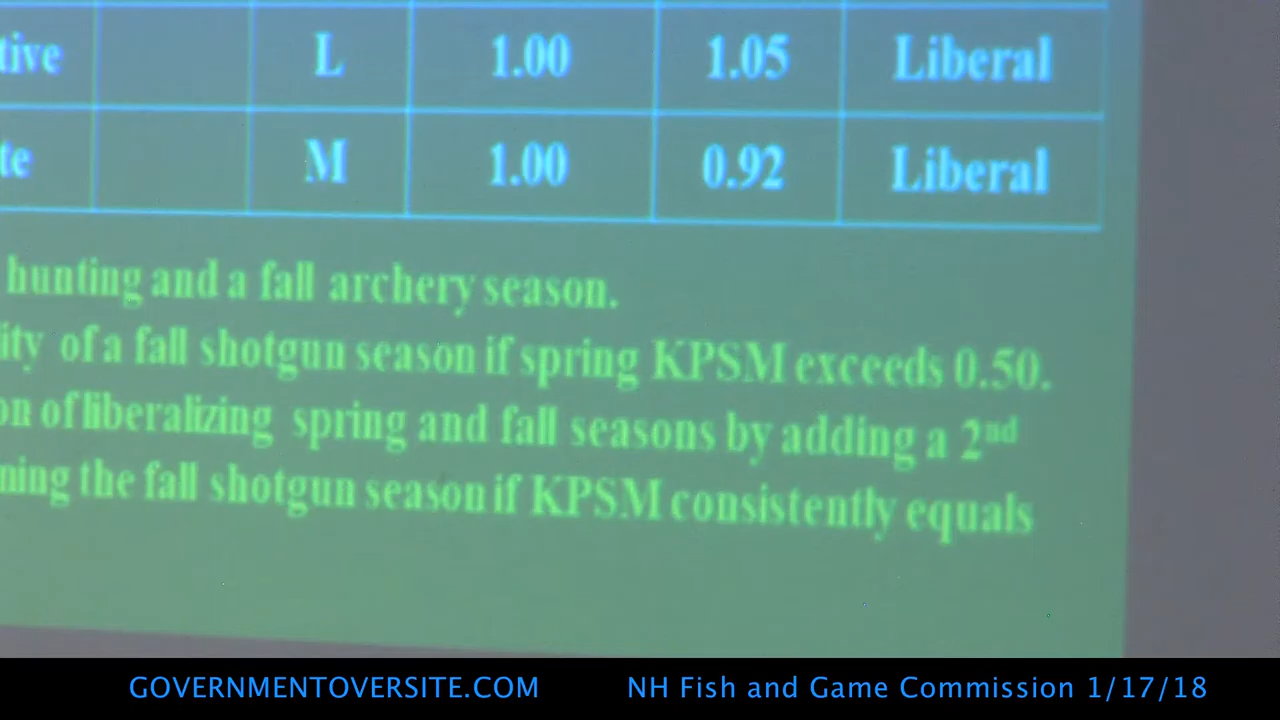 tive L 1.00 1.05 Liberal
te M 1.00 0.92 Liberal
hunting and a fall archery season.
lity of a fall shotgun season if spring KPSM exceeds 0.50.
on of liberalizing spring and fall seasons by adding a 2nd
ning the fall shotgun season if KPSM consistently equals
GOVERNMENTOVERSITE.COM NH Fish and Game Commission 1/17/18